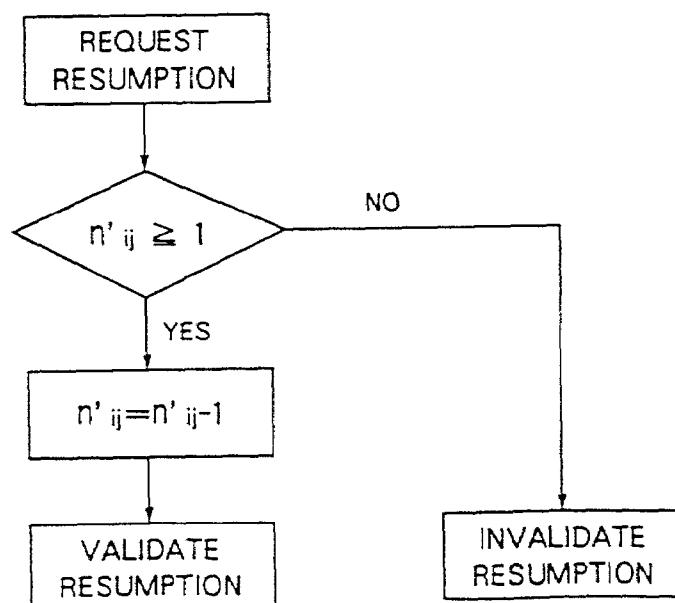 REQUEST
RESUMPTION
n' ij ≧ 1
NO
YES
n' ij=n' ij-1
VALIDATE
RESUMPTION
INVALIDATE
RESUMPTION